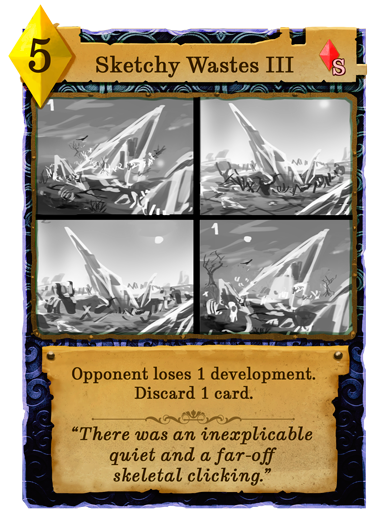 5
Sketchy Wastes III
S
1
1
Opponent loses 1 development.
Discard 1 card.
“There was an inexplicable
quiet and a far-off
skeletal clicking.”